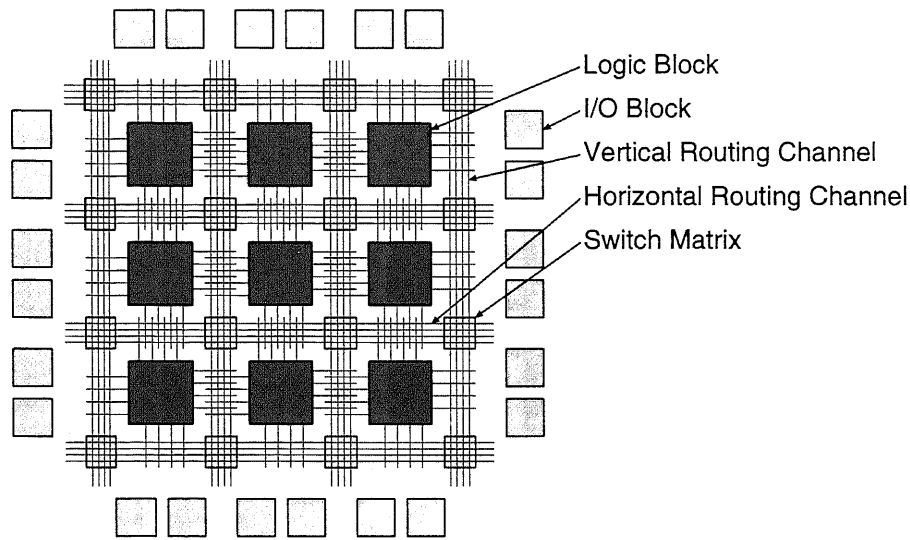 Logic Block
I/O Block
Vertical Routing Channel
Horizontal Routing Channel
Switch Matrix